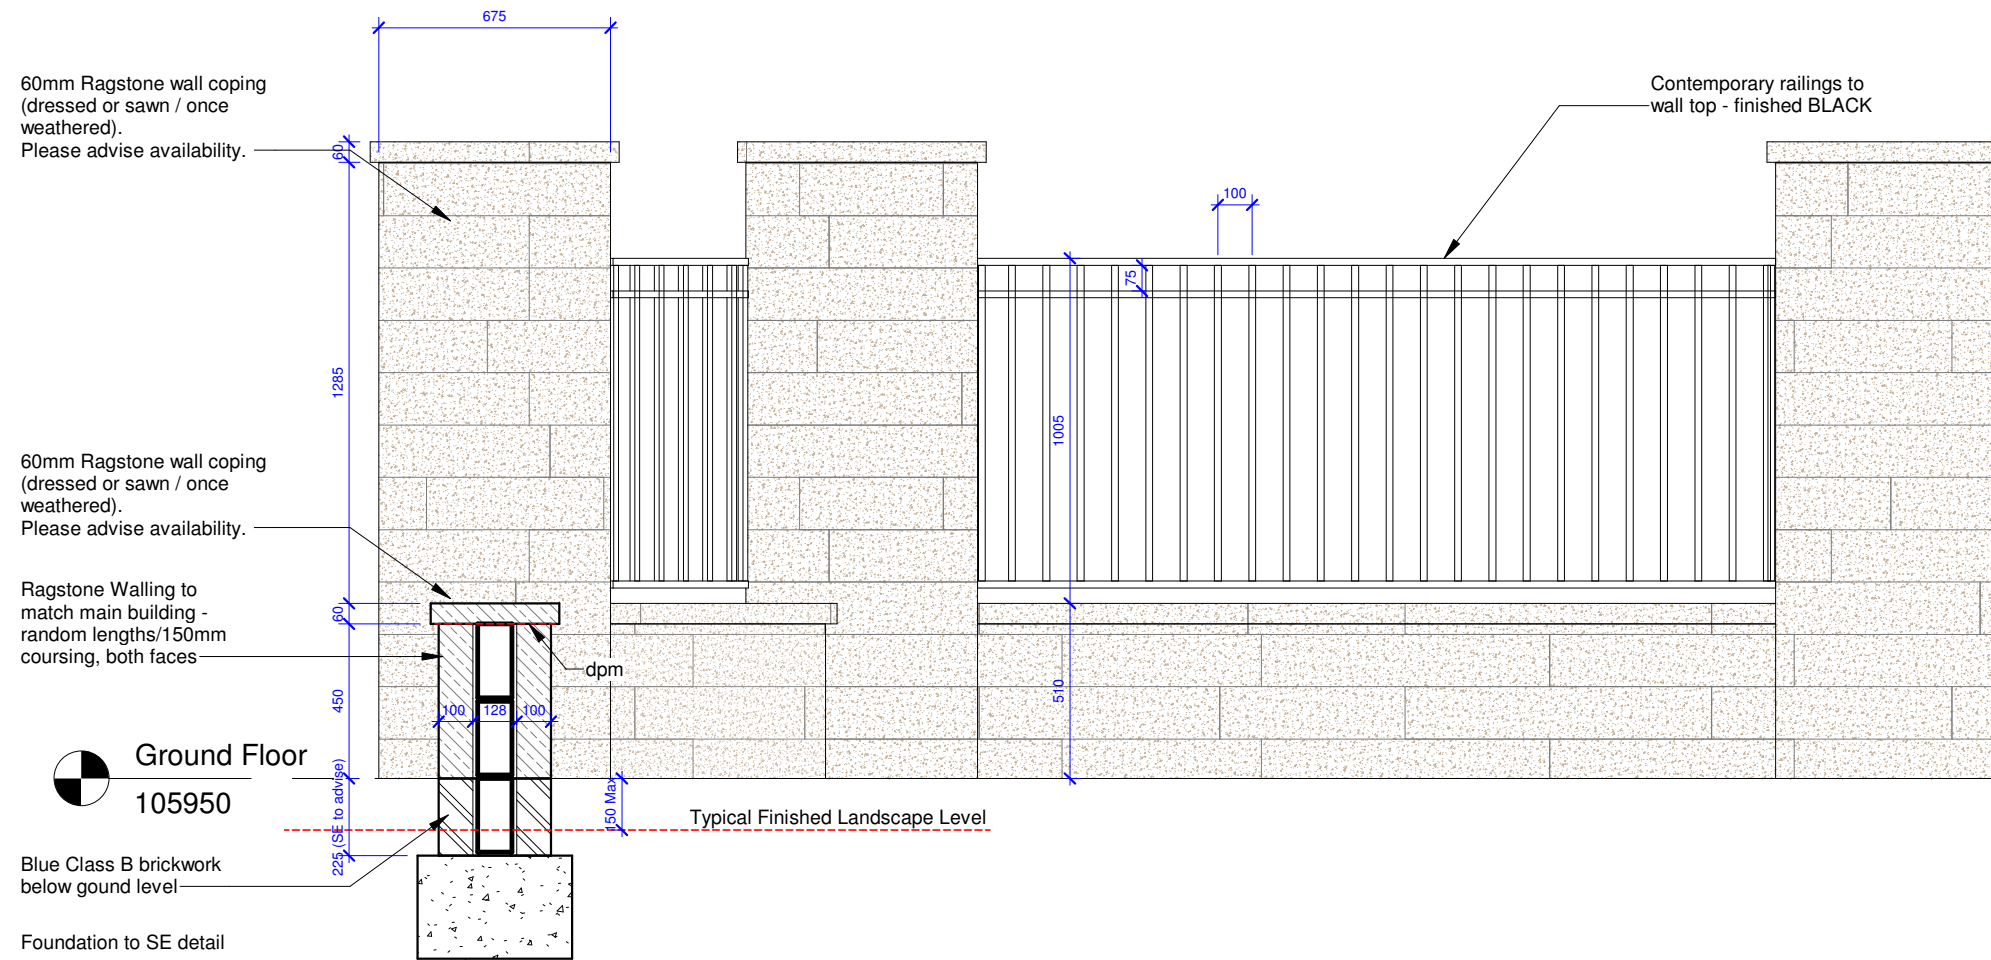 675
60mm Ragstone wall coping
(dressed or sawn / once
weathered).
Please advise availability.
Contemporary railings to
wall top - finished BLACK
60
100
75
1285
1005
60mm Ragstone wall coping
(dressed or sawn / once
weathered).
Please advise availability.
Ragstone Walling to
match main building -
random lengths/150mm
coursing, both faces
60
dpm
450
100
128
100
510
Ground Floor
105950
225 (SE to advise)
150 Max
Typical Finished Landscape Level
Blue Class B brickwork
below gound level
Foundation to SE detail